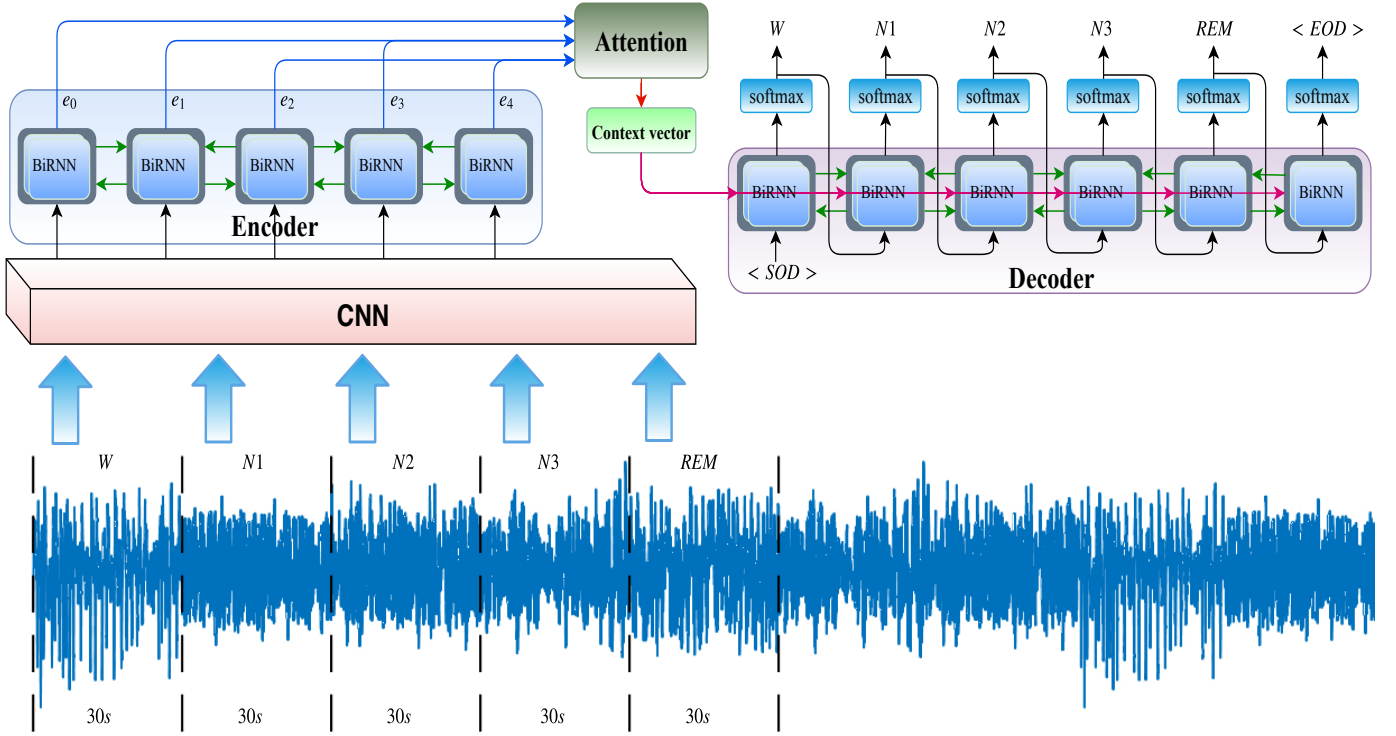 Attention
Context vector
e0 e1 e2 e3 e4
BiRNN BiRNN BiRNN BiRNN BiRNN
Encoder
CNN
W N1 N2 N3 REM < EOD >
softmax softmax softmax softmax softmax softmax
BiRNN BiRNN BiRNN BiRNN BiRNN BiRNN
< SOD >
Decoder
W N1 N2 N3 REM
30s 30s 30s 30s 30s